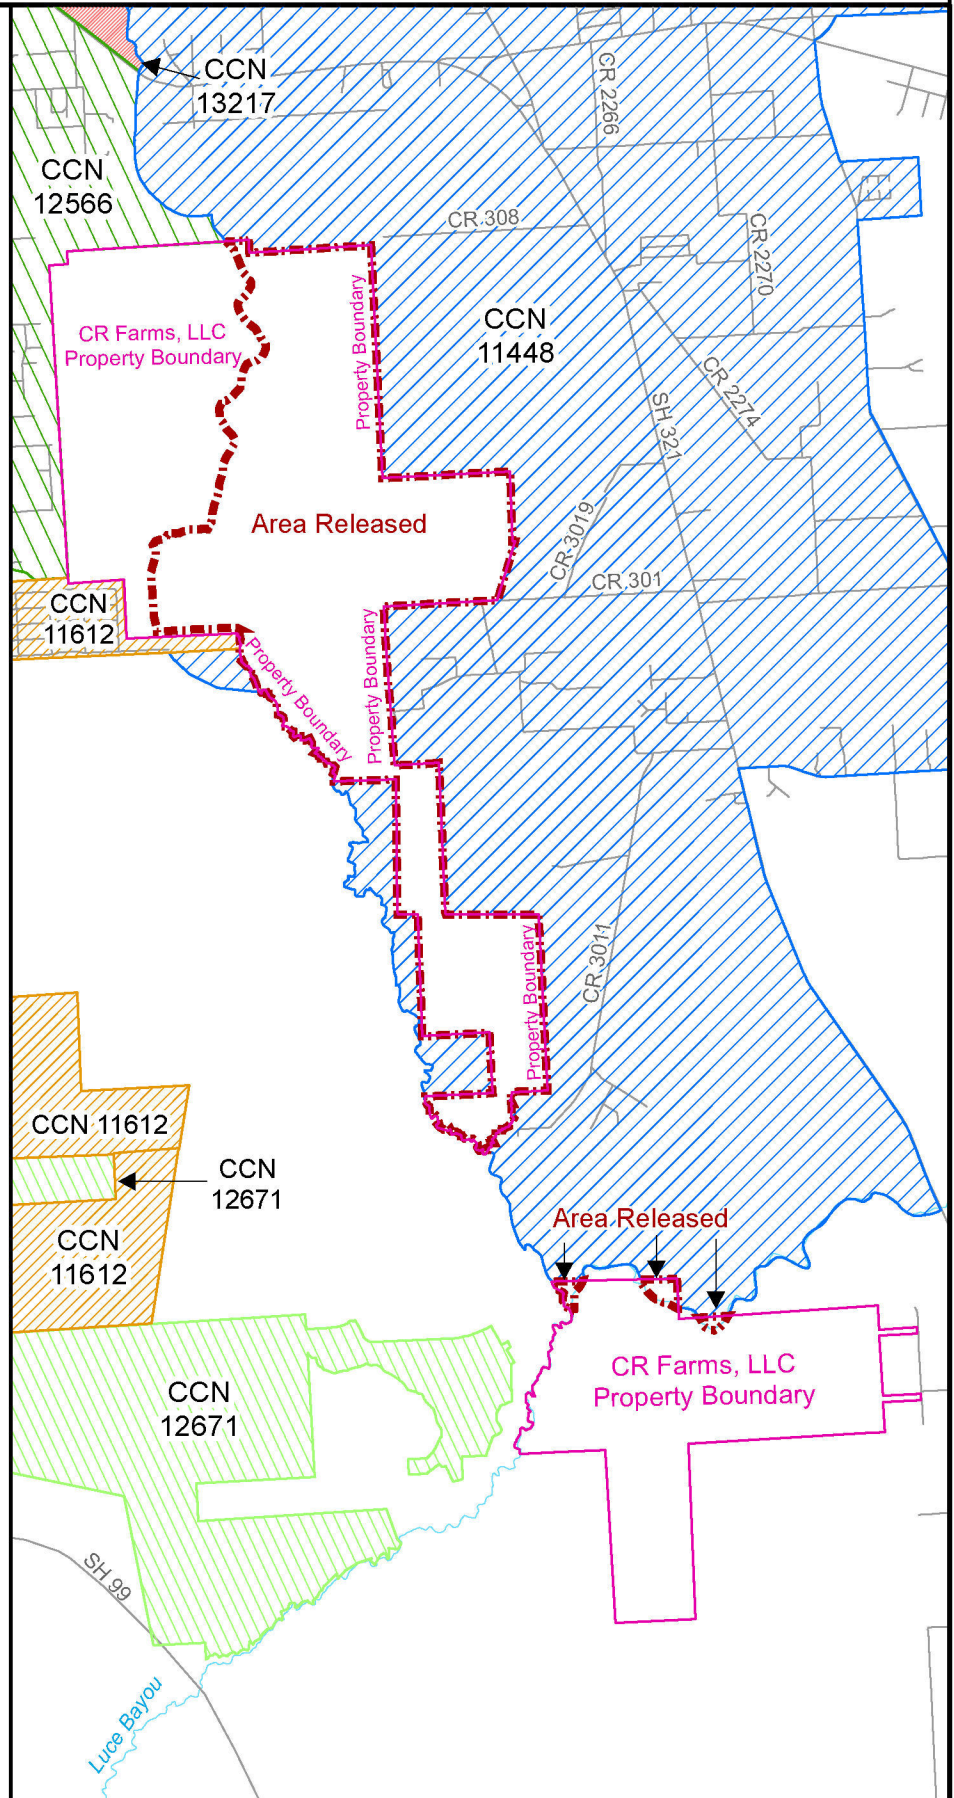 CCN
13217
CR 2266
CCN
12566
CR 308
CR 2270
Property Boundary
CCN
11448
CR Farms, LLC
Property Boundary
CR 2274
SH 321
Area Released
CR 3019
CR 301
CCN
11612
Property Boundary
Property Boundary
CR 3011
Property Boundary
CCN 11612
CCN
12671
CCN
11612
Area Released
CR Farms, LLC
Property Boundary
CCN
12671
SH 99
Luce Bayou